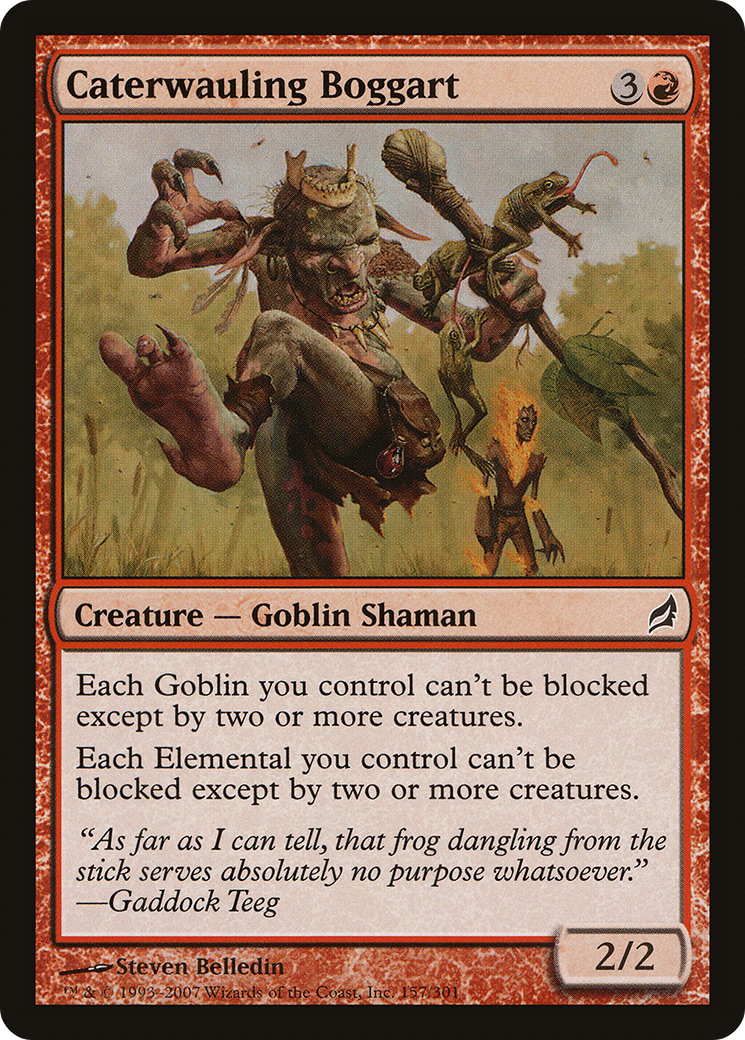 Caterwauling Boggart 3
Creature — Goblin Shaman
Each Goblin you control can't be blocked
except by two or more creatures.
Each Elemental you control can't be
blocked except by two or more creatures.
“As far as I can tell, that frog dangling from the
stick serves absolutely no purpose whatsoever.”
—Gaddock Teeg
2/2
Steven Belledin
™ & © 1993–2007 Wizards of the Coast, Inc. 157/301